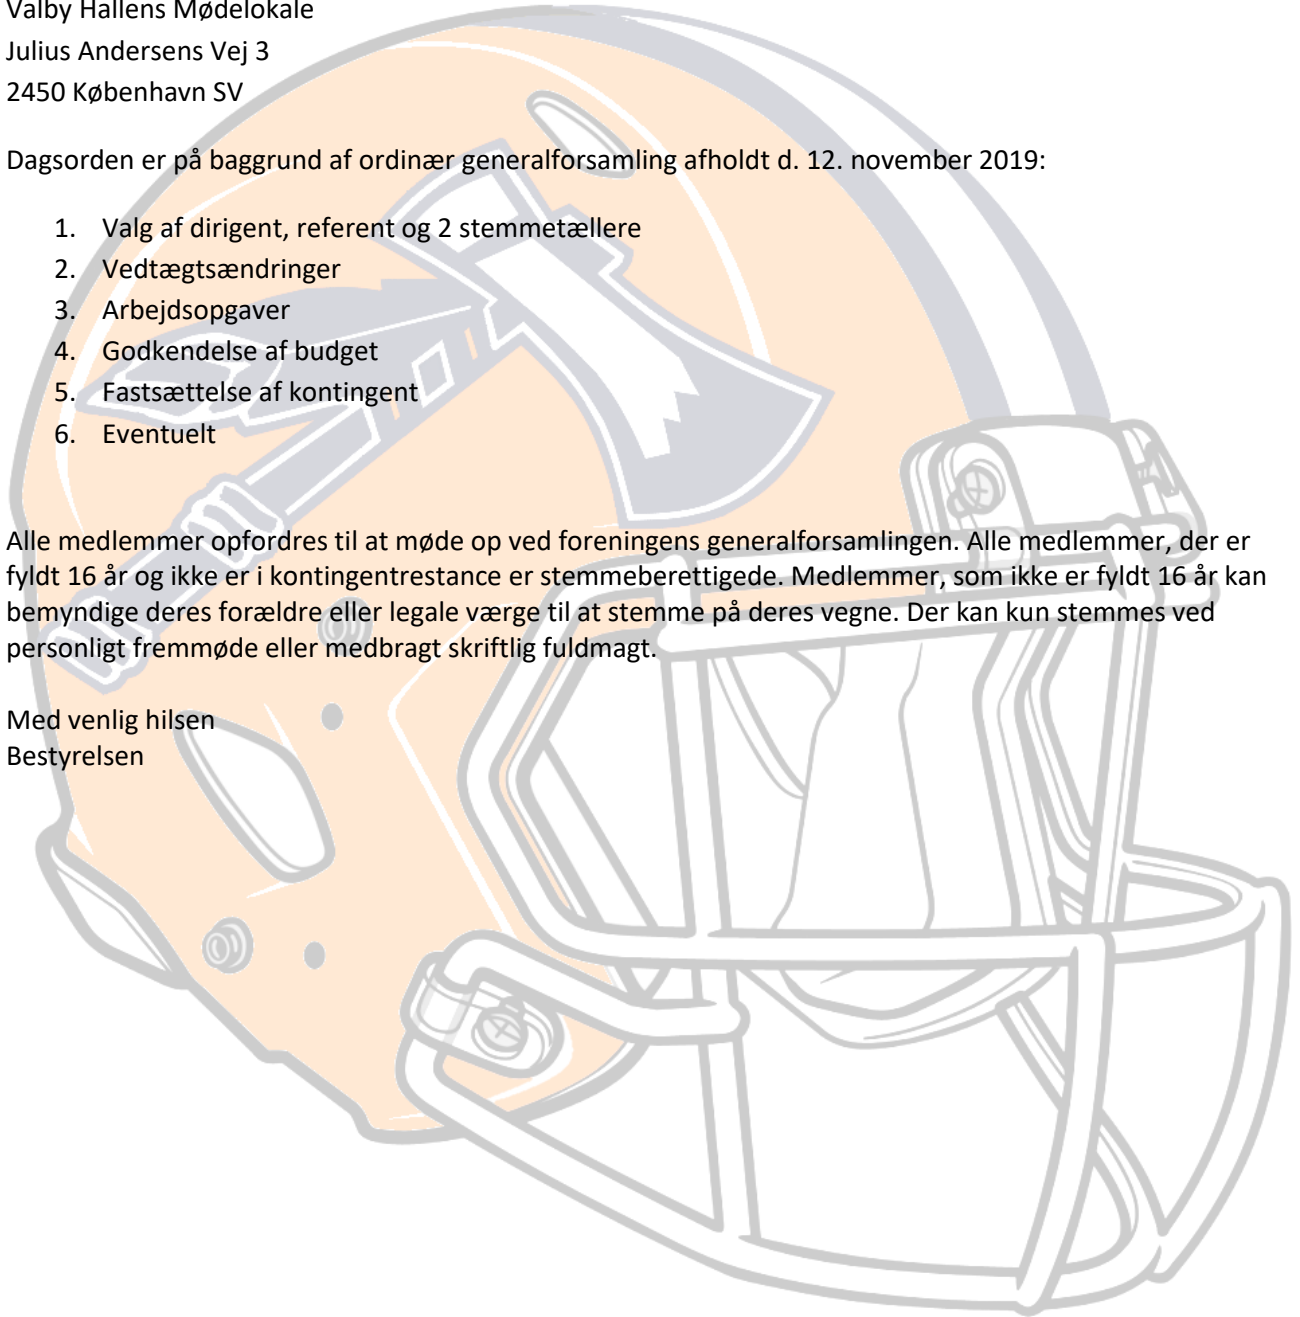 Valby Hallens Mødelokale
Julius Andersens Vej 3
2450 København SV
Dagsorden er på baggrund af ordinær generalforsamling afholdt d. 12. november 2019:
1. Valg af dirigent, referent og 2 stemmetællere
2. Vedtægtsændringer
3. Arbejdsopgaver
4. Godkendelse af budget
5. Fastsættelse af kontingent
6. Eventuelt
Alle medlemmer opfordres til at møde op ved foreningens generalforsamlingen. Alle medlemmer, der er
fyldt 16 år og ikke er i kontingentrestance er stemmeberettigede. Medlemmer, som ikke er fyldt 16 år kan
bemyndige deres forældre eller legale værge til at stemme på deres vegne. Der kan kun stemmes ved
personligt fremmøde eller medbragt skriftlig fuldmagt.
Med venlig hilsen
Bestyrelsen